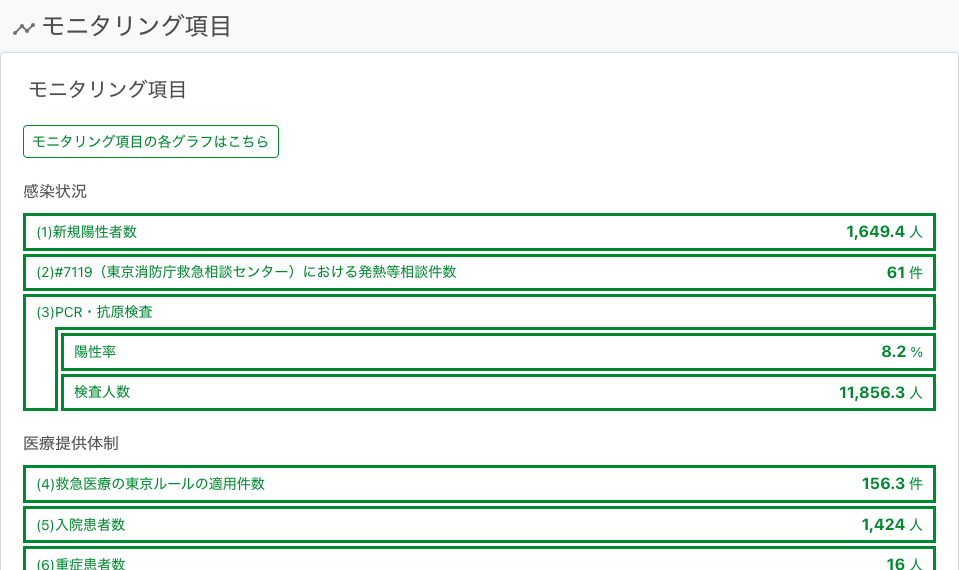 モニタリング項目
モニタリング項目
モニタリング項目の各グラフはこちら
感染状況
(1)新規陽性者数 1,649.4 人
(2)#7119（東京消防庁救急相談センター）における発熱等相談件数 61 件
(3)PCR・抗原検査
陽性率 8.2 %
検査人数 11,856.3 人
医療提供体制
(4)救急医療の東京ルールの適用件数 156.3 件
(5)入院患者数 1,424 人
(6)重症患者数 16 人